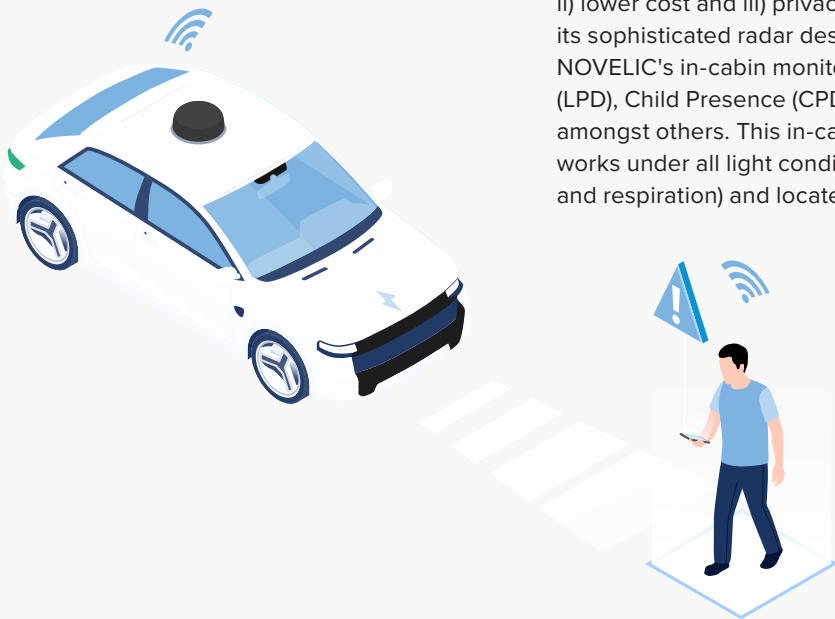 ii) lower cost and iii) privac
its sophisticated radar des
NOVELIC's in-cabin monito
(LPD), Child Presence (CPD
amongst others. This in-ca
works under all light condi
and respiration) and locate